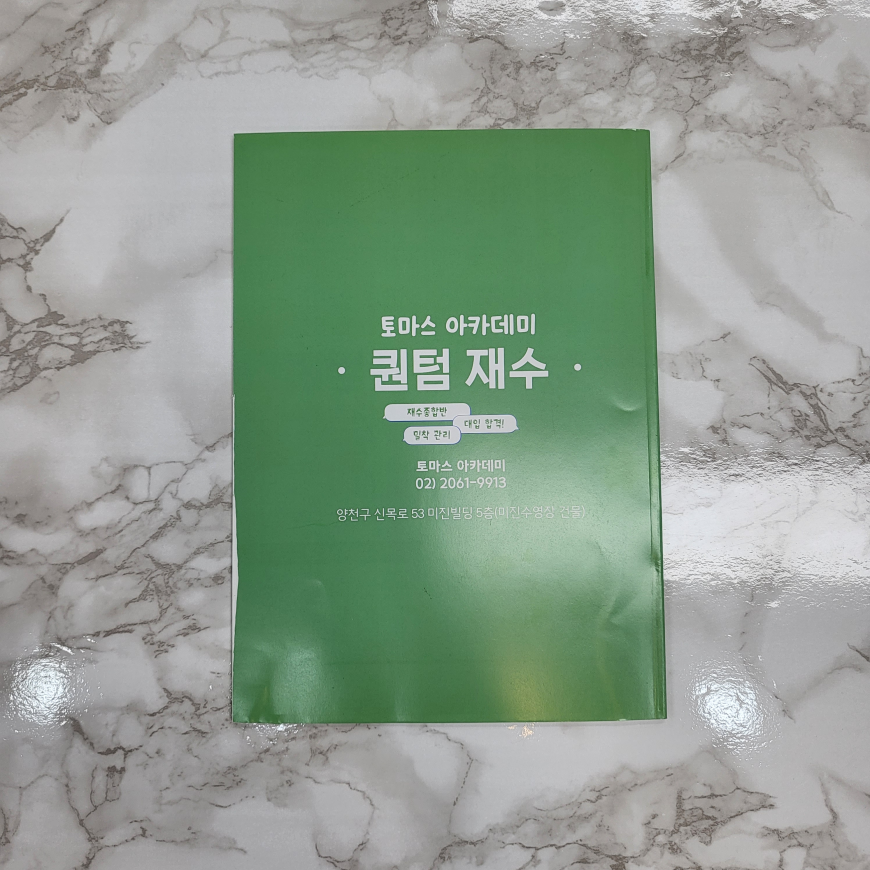 토마스 아카데미
· 퀀텀 재수 ·
재수종합반
대입 합격!
밀착 관리
토마스 아카데미
02) 2061-9913
양천구 신목로 53 미진빌딩 5층(미진수영장 건물)